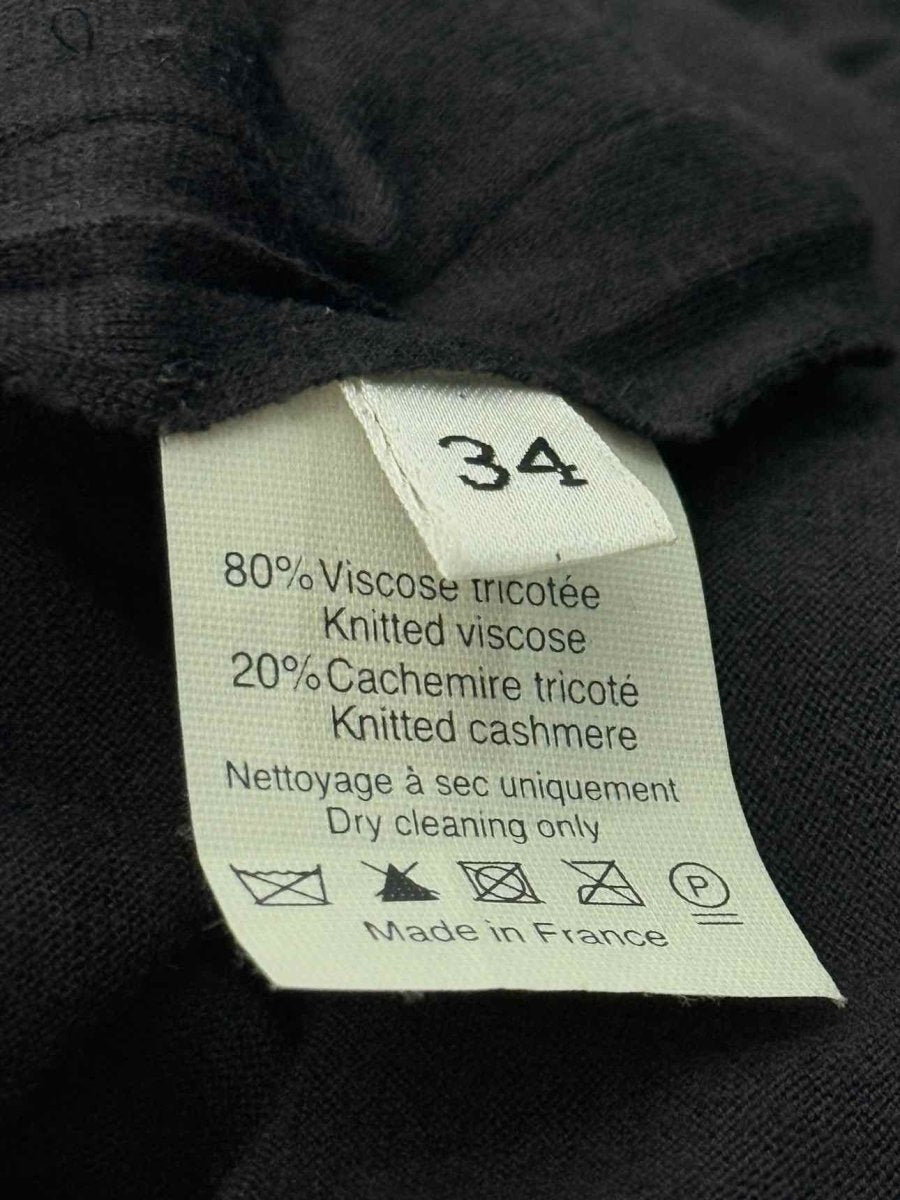 34
80% Viscose tricotée
Knitted viscose
20% Cachemire tricoté
Knitted cashmere
Nettoyage à sec uniquement
Dry cleaning only
P
Made in France